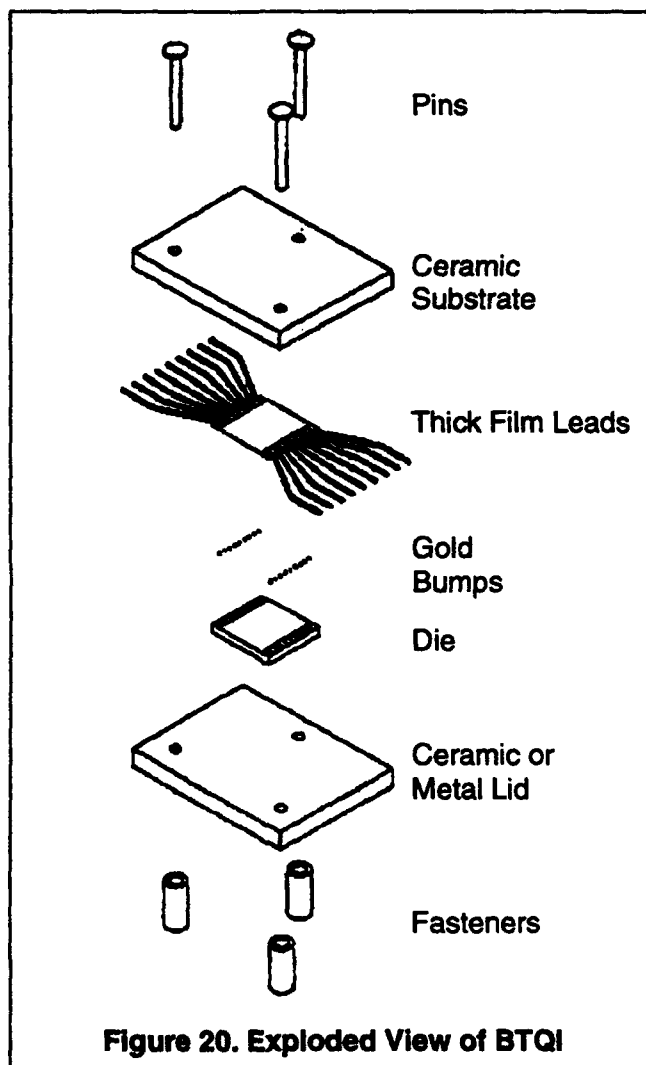 Pins
Ceramic
Substrate
Thick Film Leads
Gold
Bumps
Die
Ceramic or
Metal Lid
Fasteners
Figure 20. Exploded View of BTQI